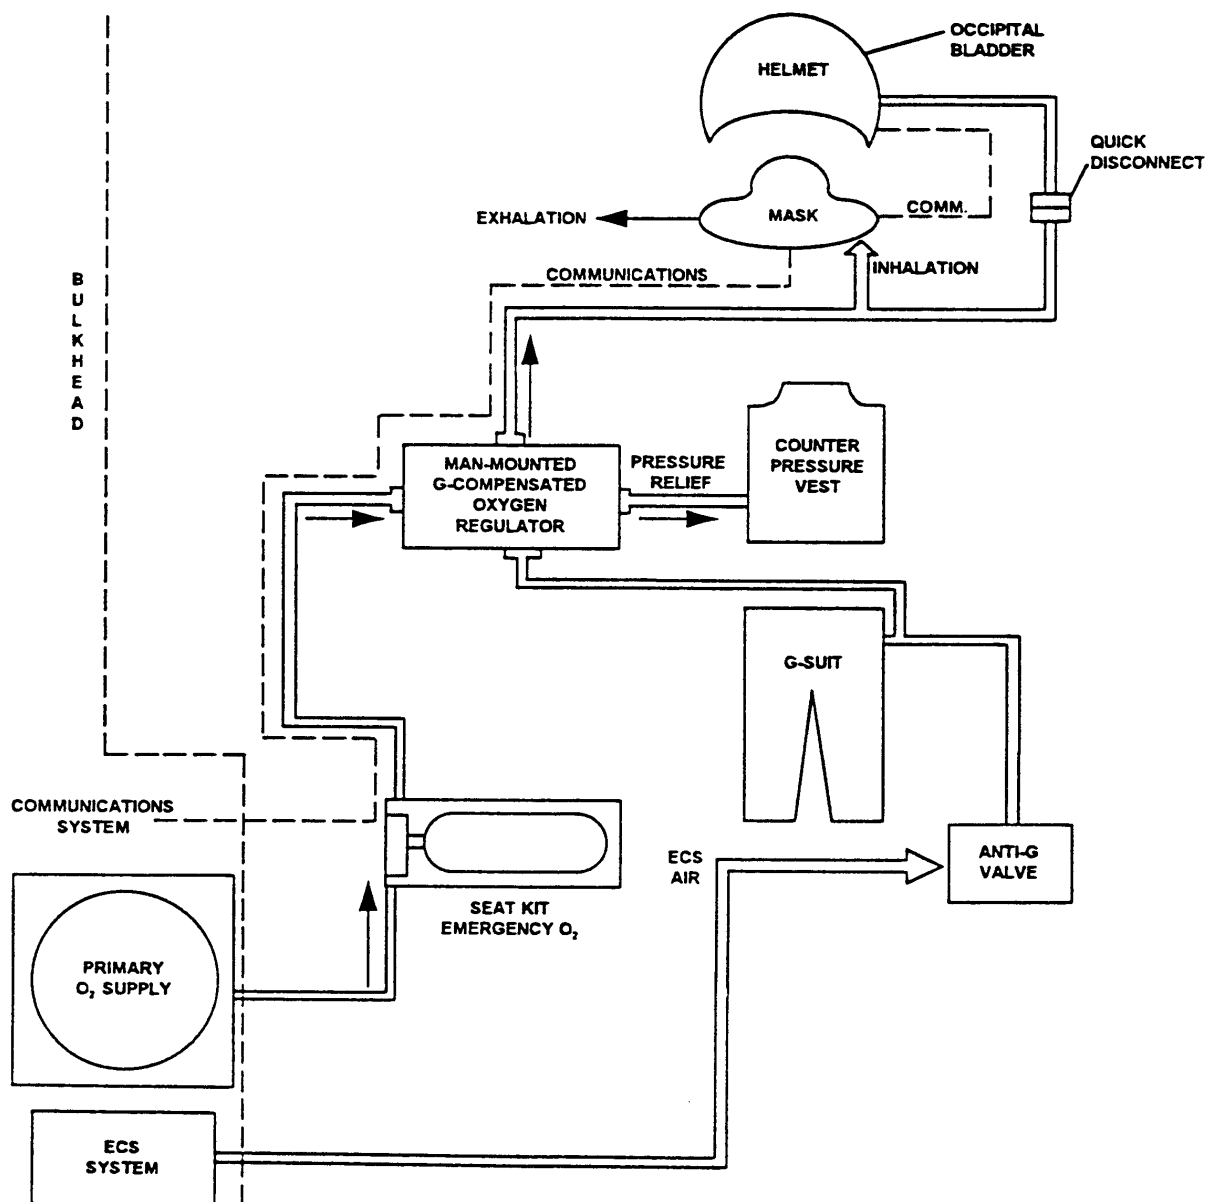 OCCIPITAL
BLADDER
HELMET
QUICK
DISCONNECT
COMM.
MASK
EXHALATION
INHALATION
COMMUNICATIONS
BULKHEAD
MAN-MOUNTED
G-COMPENSATED
OXYGEN
REGULATOR
PRESSURE
RELIEF
COUNTER
PRESSURE
VEST
G-SUIT
COMMUNICATIONS
SYSTEM
ECS
AIR
ANTI-G
VALVE
SEAT KIT
EMERGENCY O₂
PRIMARY
O₂ SUPPLY
ECS
SYSTEM